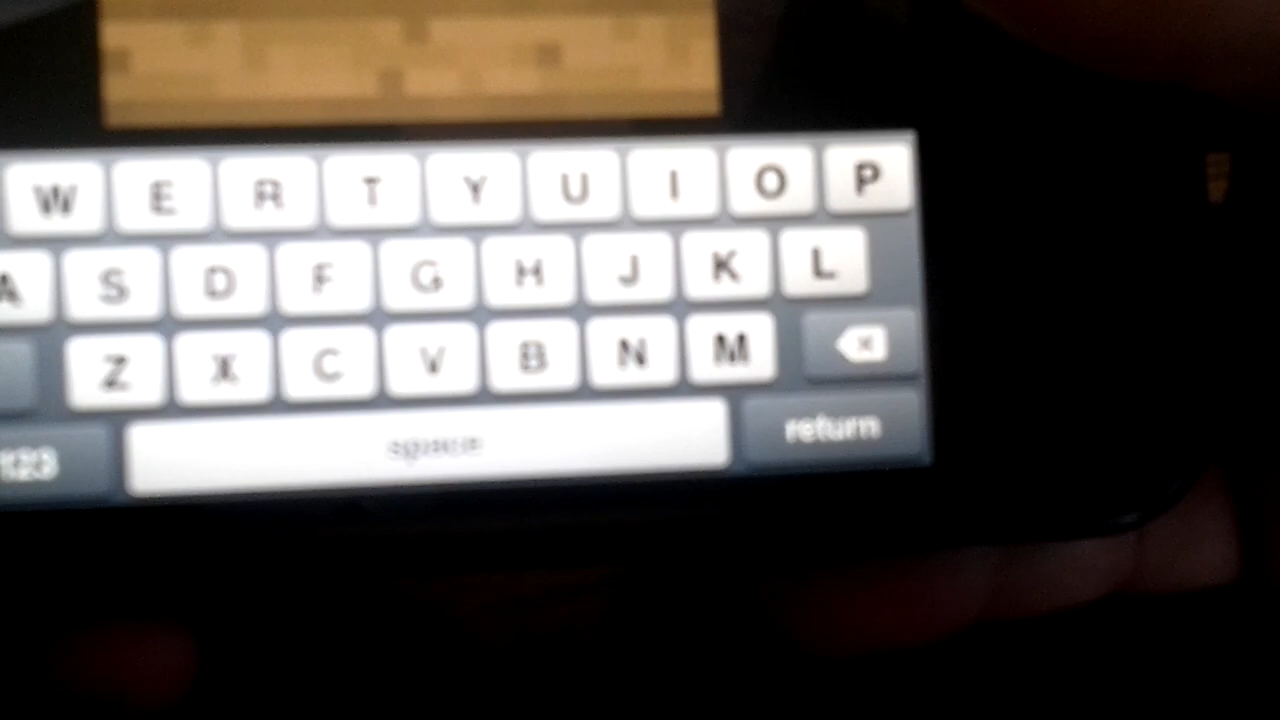 W E R T Y U I O P
A S D F G H J K L
Z X C V B N M
123 space return